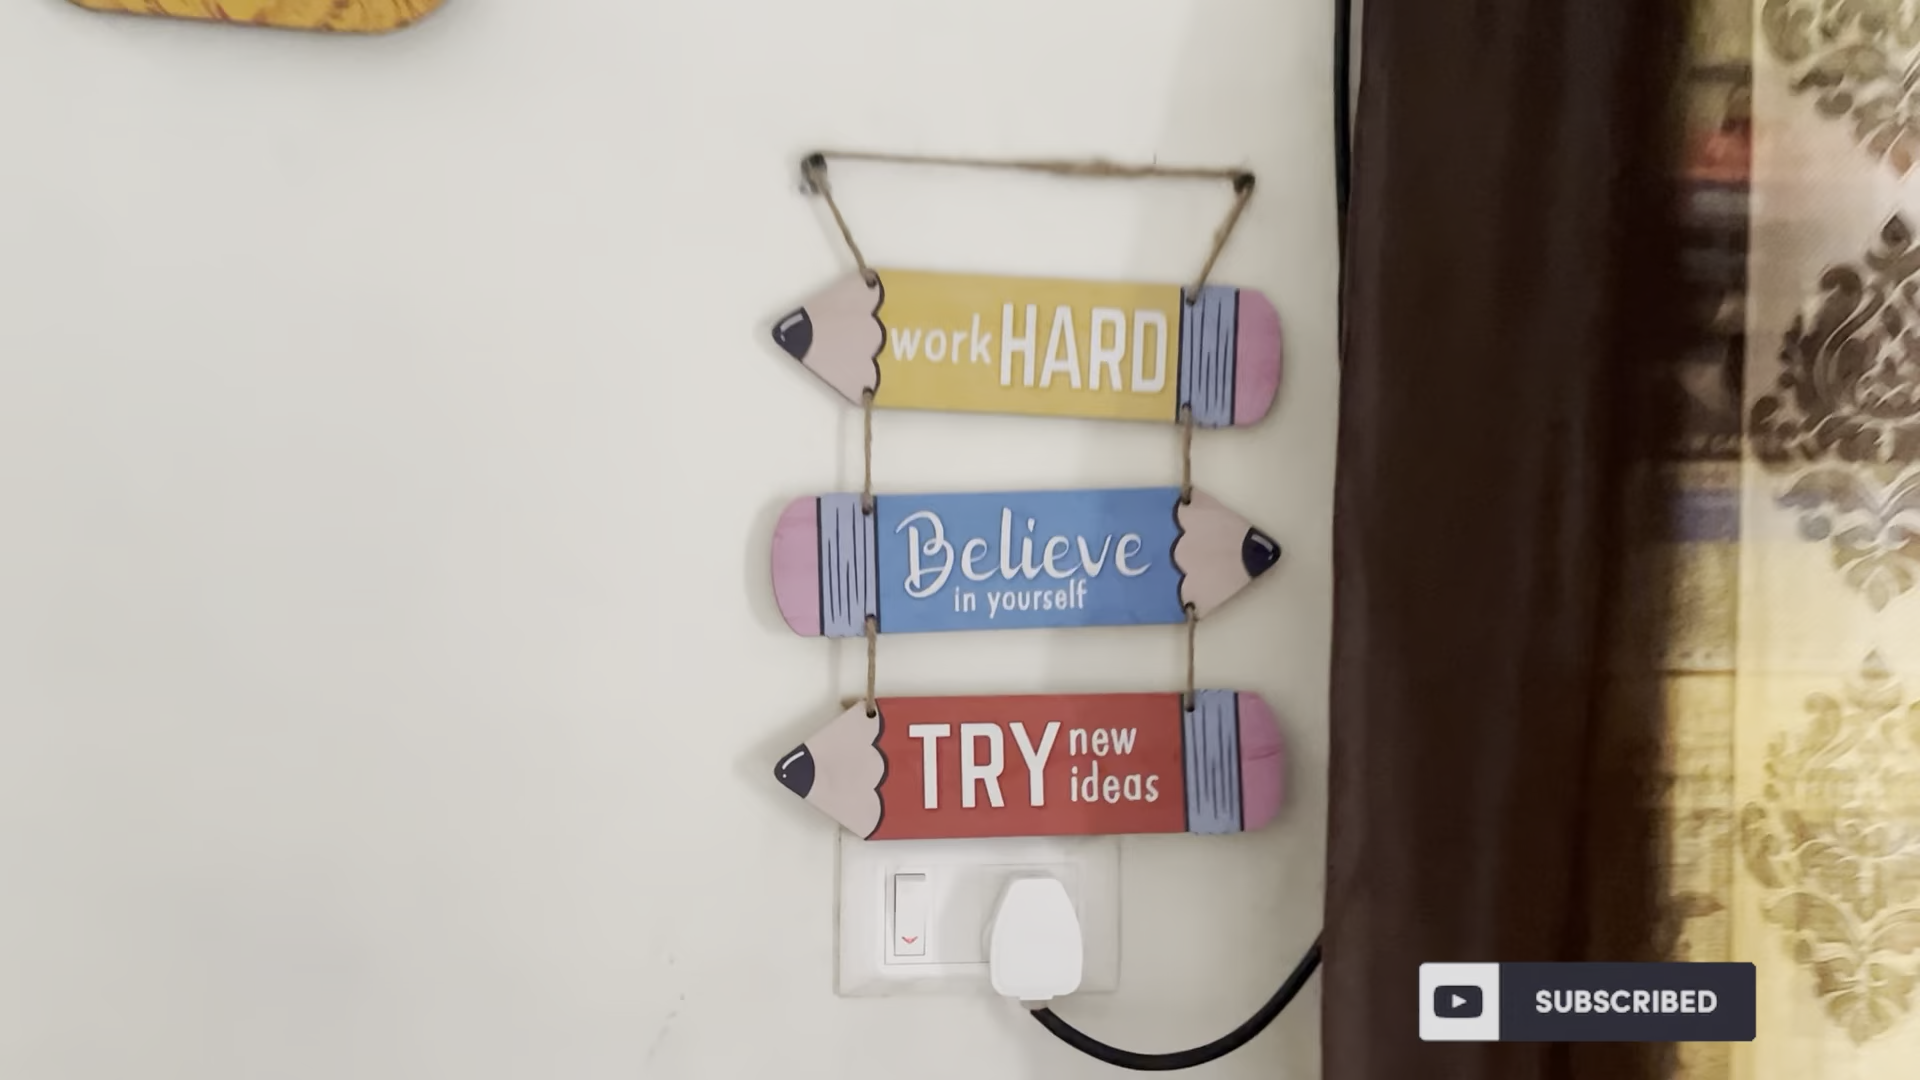 work HARD
Believe
in yourself
TRY new
ideas
SUBSCRIBED